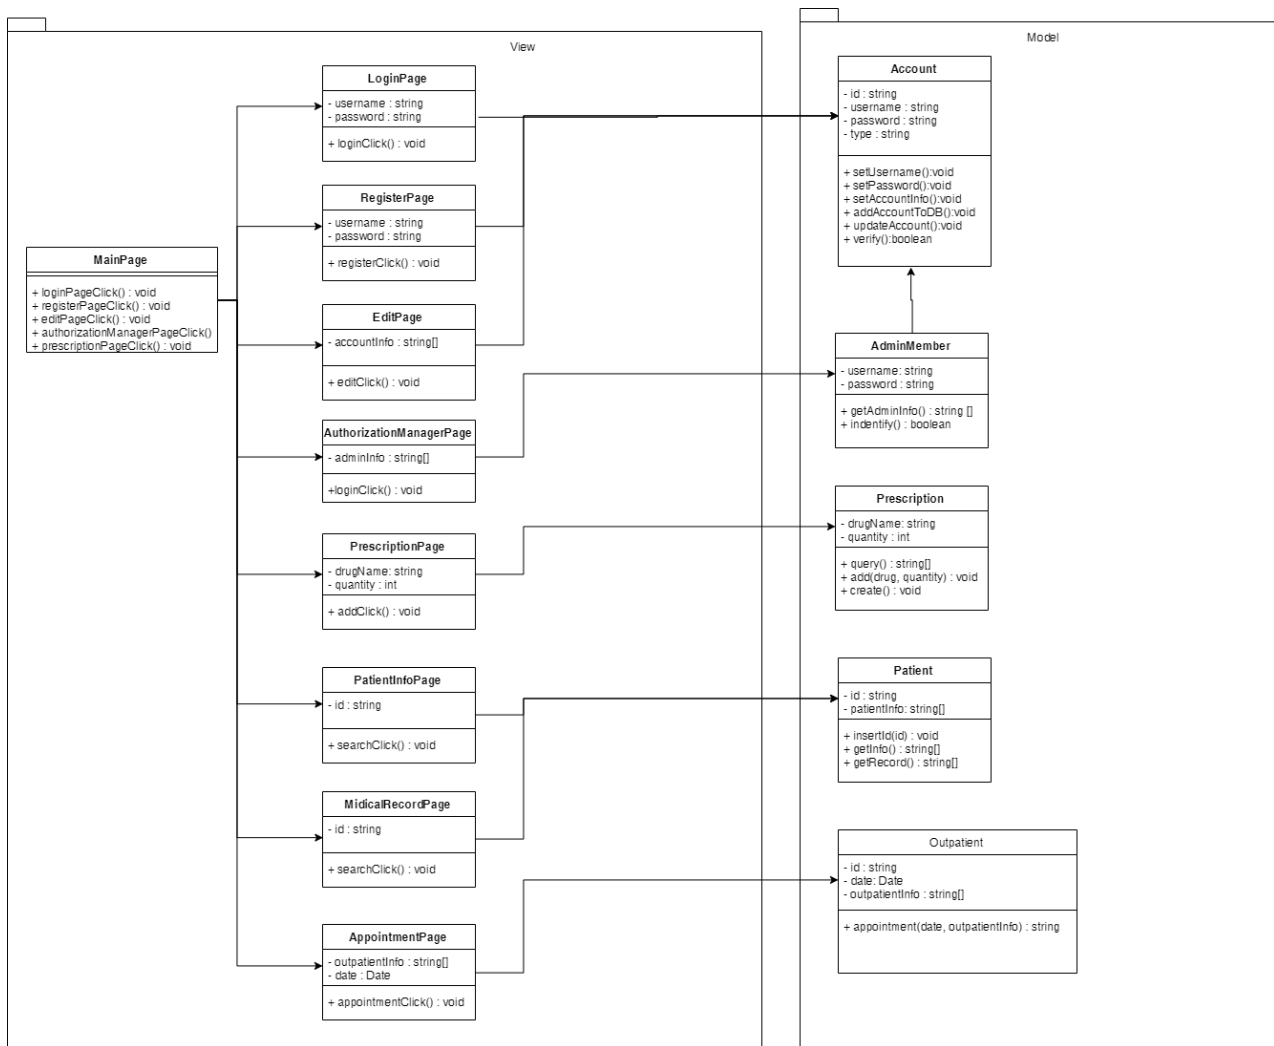 View
LoginPage
- username : string
- password : string
+ loginClick() : void
RegisterPage
- username : string
- password : string
+ registerClick() : void
MainPage
+ loginPageClick() : void
+ registerPageClick() : void
+ editPageClick() : void
+ authorizationManagerPageClick()
+ prescriptionPageClick() : void
EditPage
- accountInfo : string[]
+ editClick() : void
AuthorizationManagerPage
- adminInfo : string[]
+loginClick() : void
PrescriptionPage
- drugName: string
- quantity : int
+ addClick() : void
PatientInfoPage
- id : string
+ searchClick() : void
MidicalRecordPage
- id : string
+ searchClick() : void
AppointmentPage
- outpatientInfo : string[]
- date : Date
+ appointmentClick() : void
Model
Account
- id : string
- username : string
- password : string
- type : string
+ setUsername():void
+ setPassword():void
+ setAccountInfo():void
+ addAccountToDB():void
+ updateAccount():void
+ verify():boolean
AdminMember
- username: string
- password : string
+ getAdminInfo() : string []
+ indentify() : boolean
Prescription
- drugName: string
- quantity : int
+ query() : string[]
+ add(drug, quantity) : void
+ create() : void
Patient
- id : string
- patientInfo: string[]
+ insertId(id) : void
+ getInfo() : string[]
+ getRecord() : string[]
Outpatient
- id : string
- date: Date
- outpatientInfo : string[]
+ appointment(date, outpatientInfo) : string